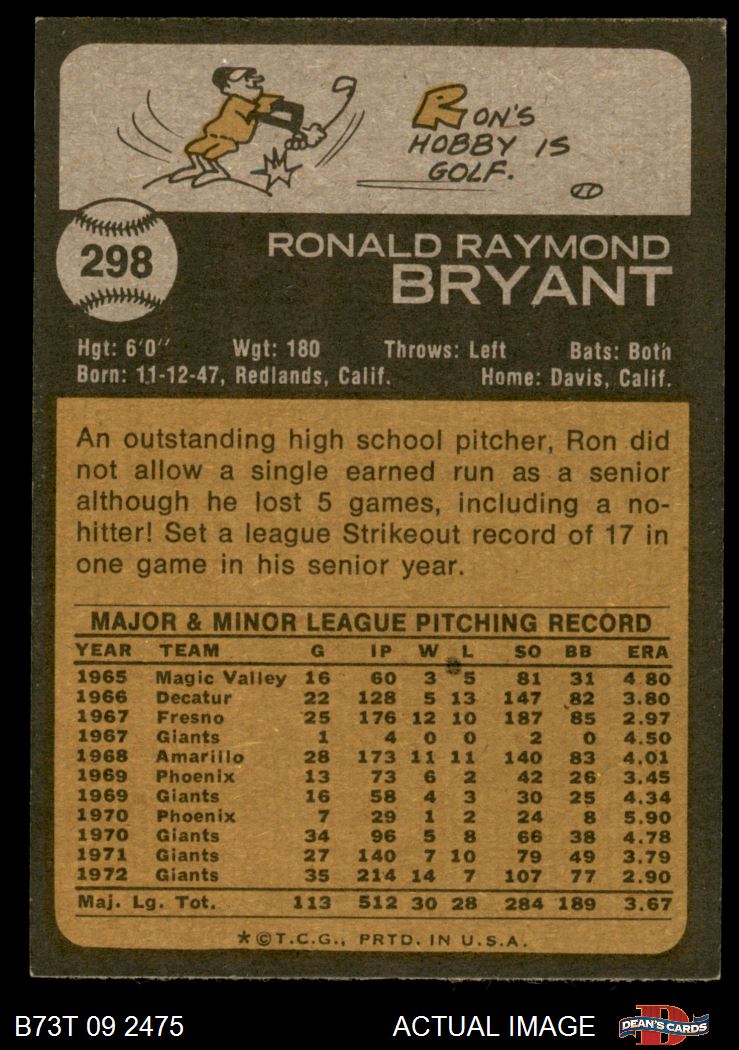 RON'S
HOBBY IS
GOLF.
298
RONALD RAYMOND
BRYANT
Hgt: 6'0" Wgt: 180 Throws: Left Bats: Both
Born: 11-12-47, Redlands, Calif. Home: Davis, Calif.
An outstanding high school pitcher, Ron did
not allow a single earned run as a senior
although he lost 5 games, including a no-
hitter! Set a league Strikeout record of 17 in
one game in his senior year.
MAJOR & MINOR LEAGUE PITCHING RECORD
YEAR TEAM G IP W L SO BB ERA
1965 Magic Valley 16 60 3 5 81 31 4.80
1966 Decatur 22 128 5 13 147 82 3.80
1967 Fresno 25 176 12 10 187 85 2.97
1967 Giants 1 4 0 0 2 0 4.50
1968 Amarillo 28 173 11 11 140 83 4.01
1969 Phoenix 13 73 6 2 42 26 3.45
1969 Giants 16 58 4 3 30 25 4.34
1970 Phoenix 7 29 1 2 24 8 5.90
1970 Giants 34 96 5 8 66 38 4.78
1971 Giants 27 140 7 10 79 49 3.79
1972 Giants 35 214 14 7 107 77 2.90
Maj. Lg. Tot. 113 512 30 28 284 189 3.67
*©T.C.G., PRTD. IN U.S.A.
B73T 09 2475 ACTUAL IMAGE
D
DEAN'S CARDS